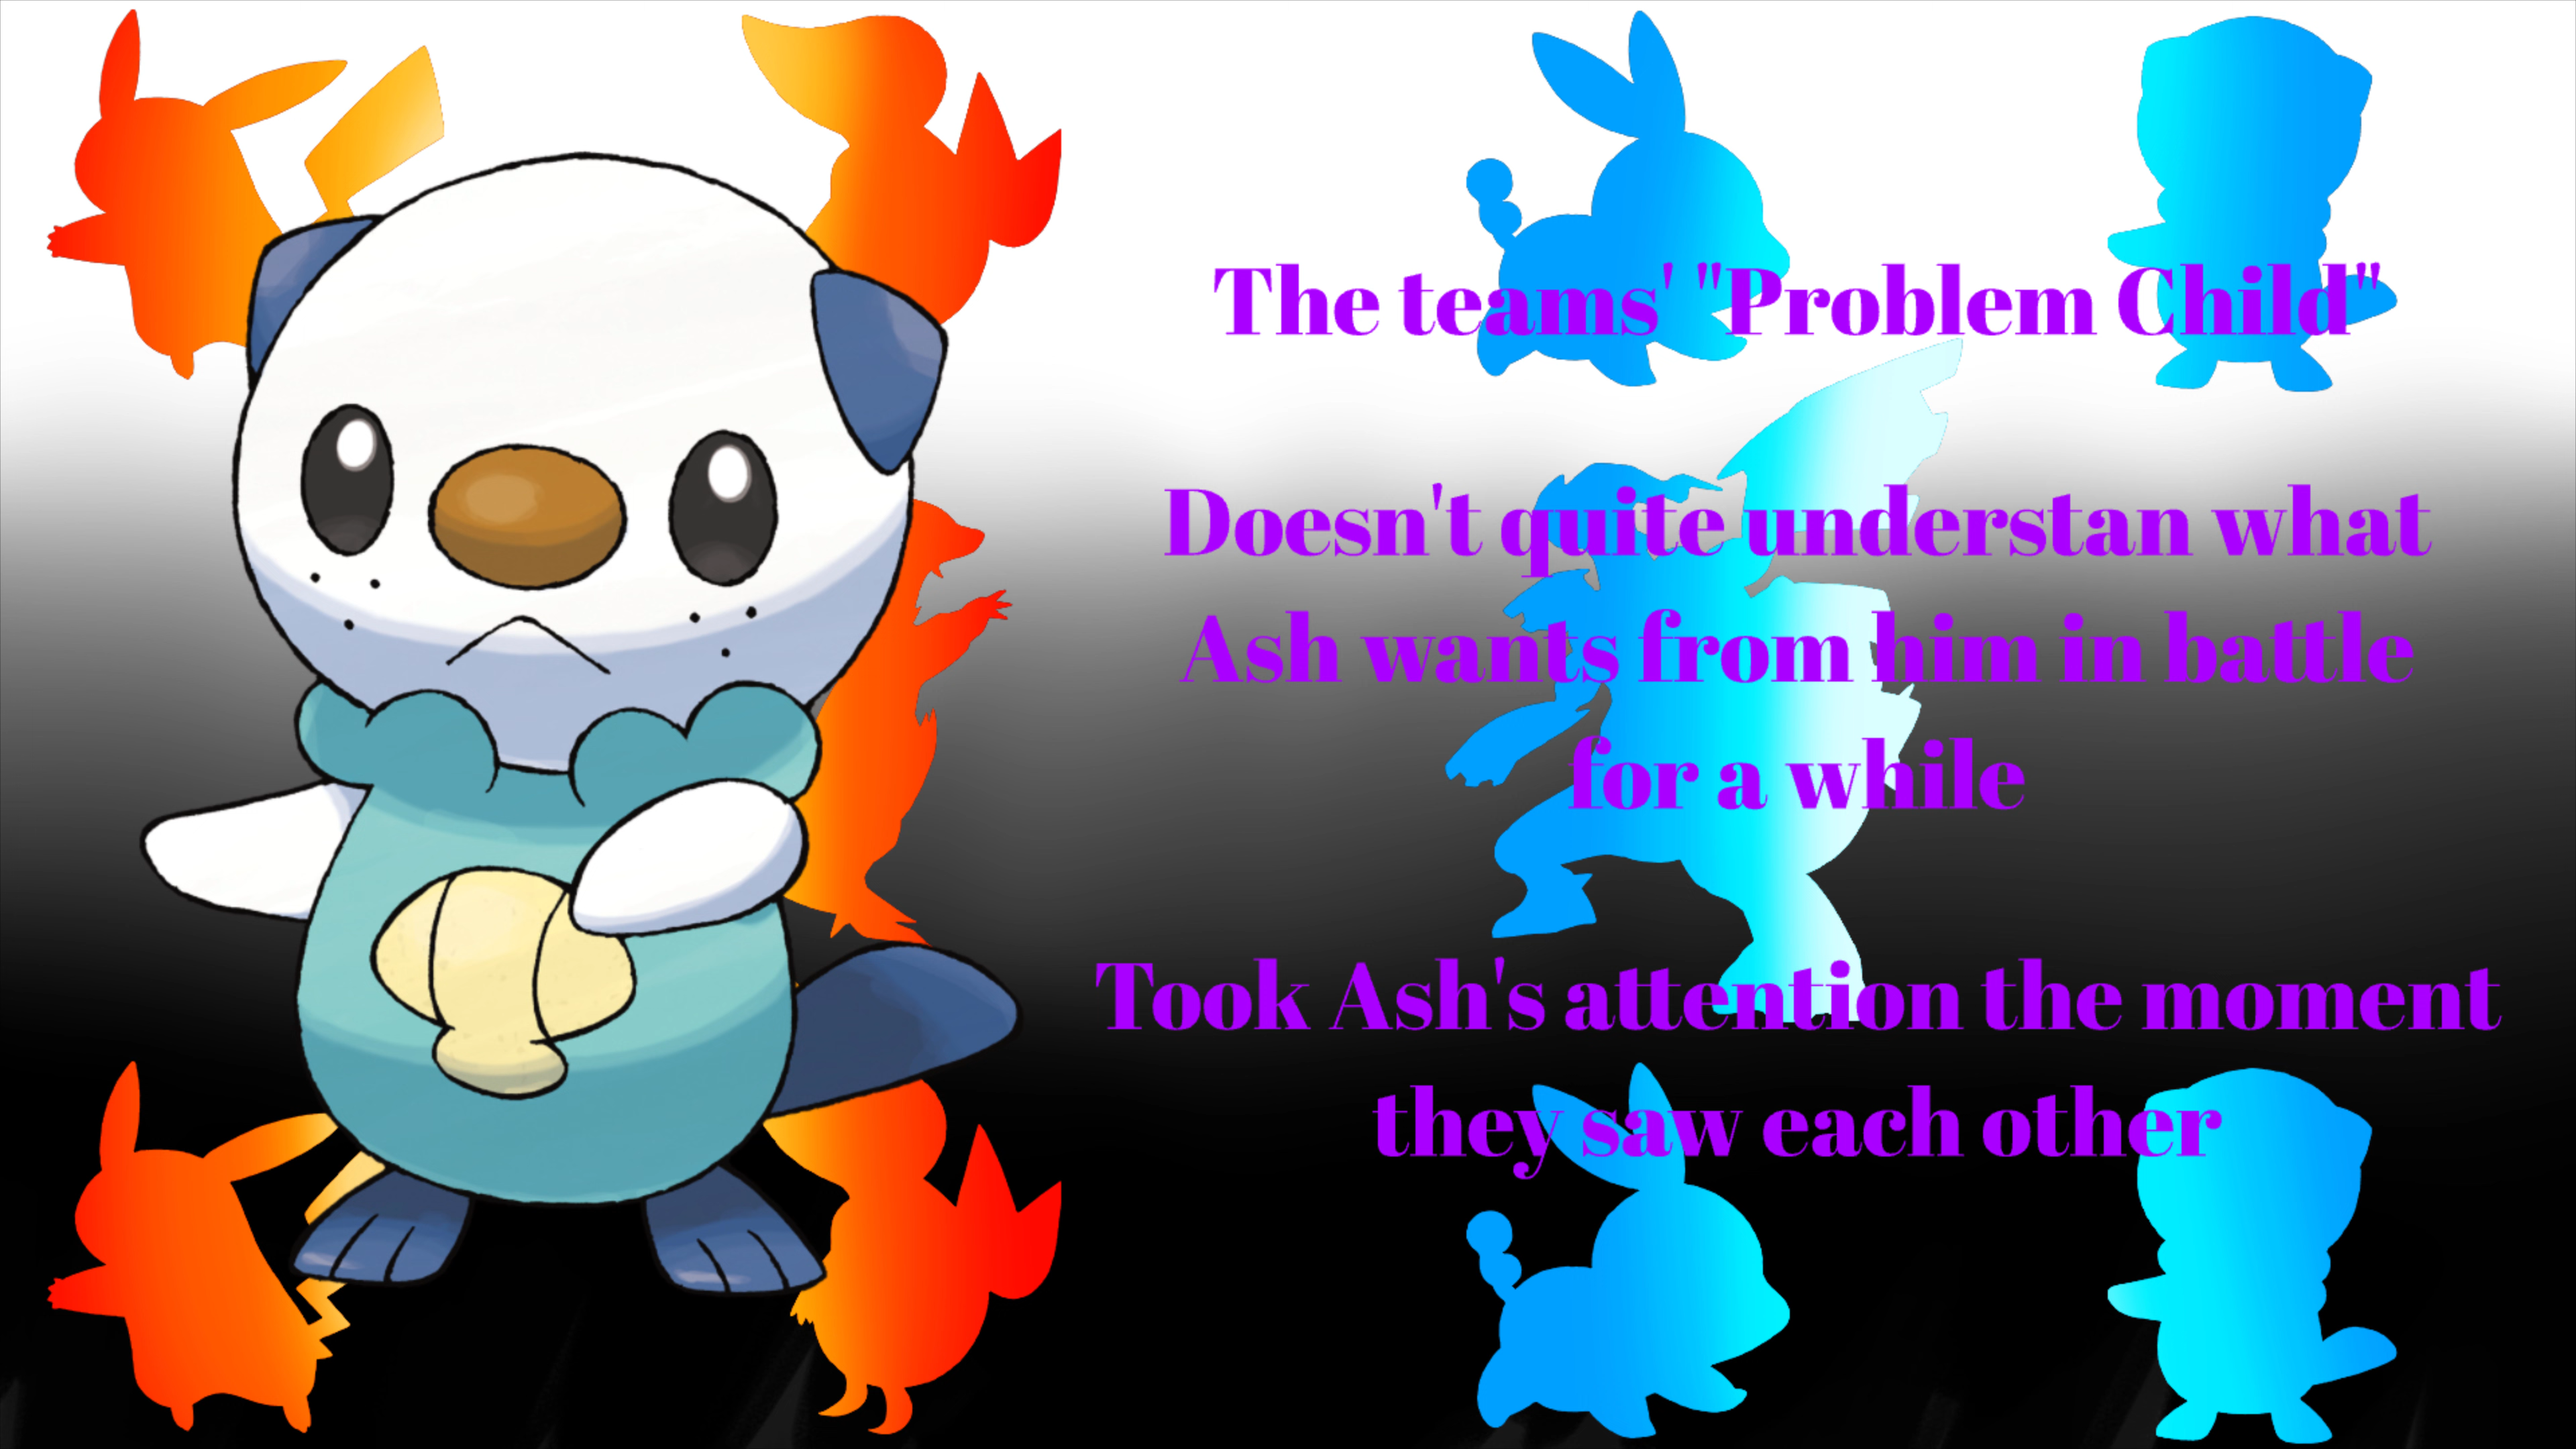 The teams' "Problem Child"
Doesn't quite understan what
Ash wants from him in battle
for a while
Took Ash's attention the moment
they saw each other